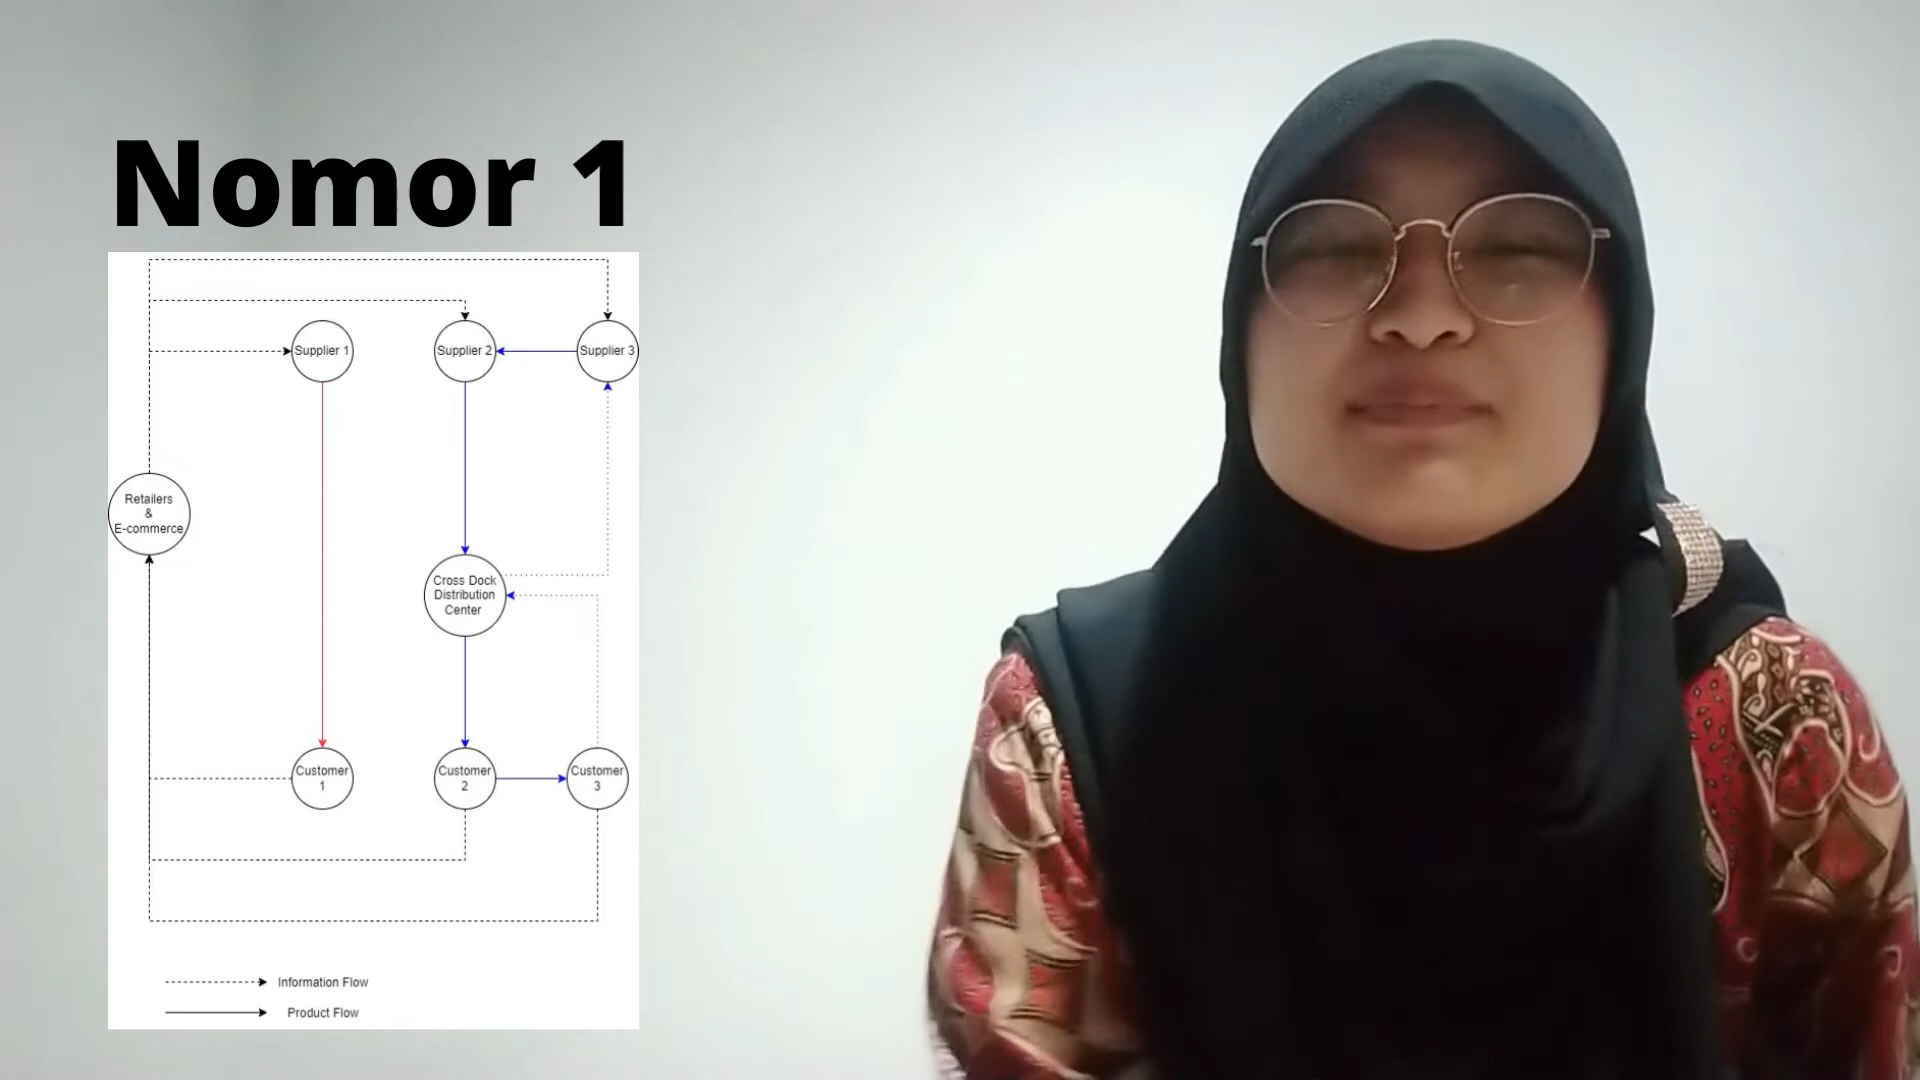 Nomor 1
Supplier 1
Supplier 2
Supplier 3
Retailers
&
E-commerce
Cross Dock
Distribution
Center
Customer
1
Customer
2
Customer
3
Information Flow
Product Flow